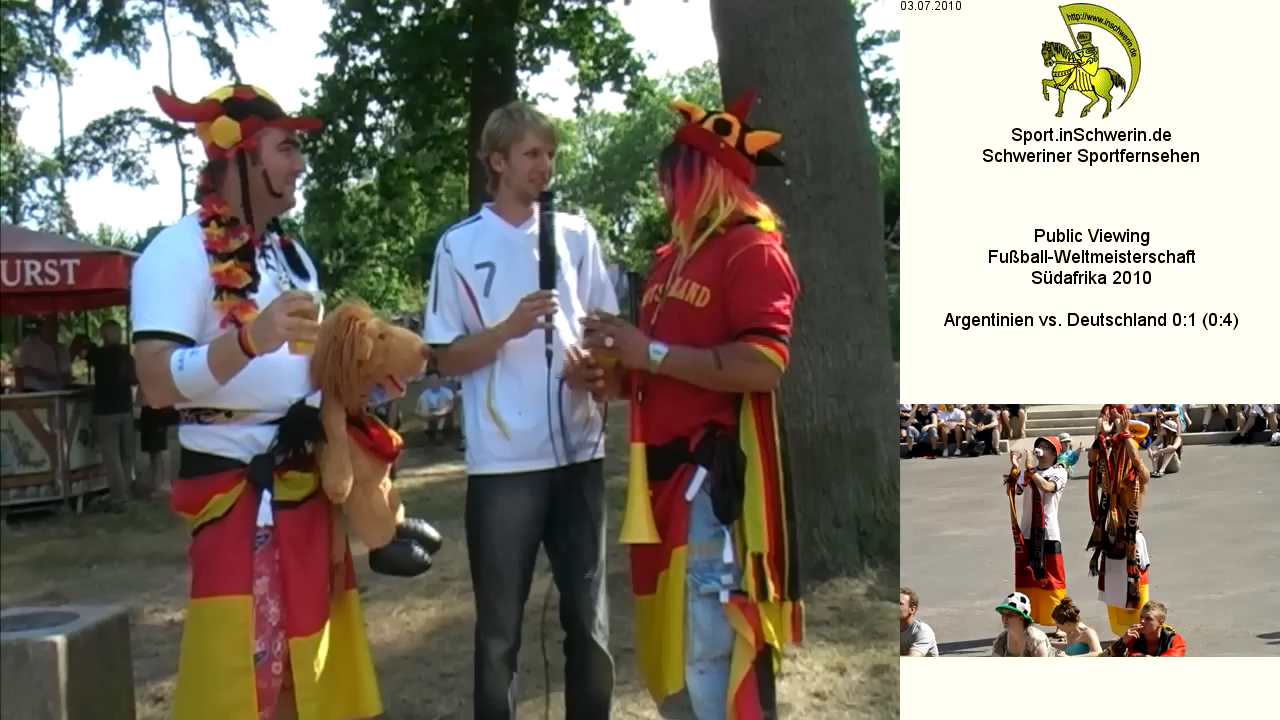 03.07.2010
http://www.inschwerin.de
Sport.inSchwerin.de
Schweriner Sportfernsehen
Public Viewing
Fußball-Weltmeisterschaft
Südafrika 2010
Argentinien vs. Deutschland 0:1 (0:4)
URST
7
LAND